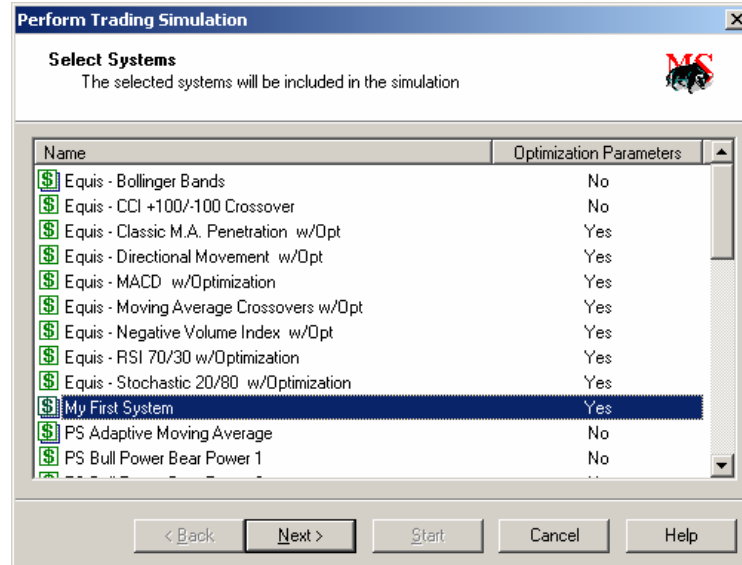 Perform Trading Simulation
Select Systems
The selected systems will be included in the simulation
MS
Name Optimization Parameters
Equis - Bollinger Bands No
Equis - CCI +100/-100 Crossover No
Equis - Classic M.A. Penetration w/Opt Yes
Equis - Directional Movement w/Opt Yes
Equis - MACD w/Optimization Yes
Equis - Moving Average Crossovers w/Opt Yes
Equis - Negative Volume Index w/Opt Yes
Equis - RSI 70/30 w/Optimization Yes
Equis - Stochastic 20/80 w/Optimization Yes
My First System Yes
PS Adaptive Moving Average No
PS Bull Power Bear Power 1 No
< Back Next > Start Cancel Help